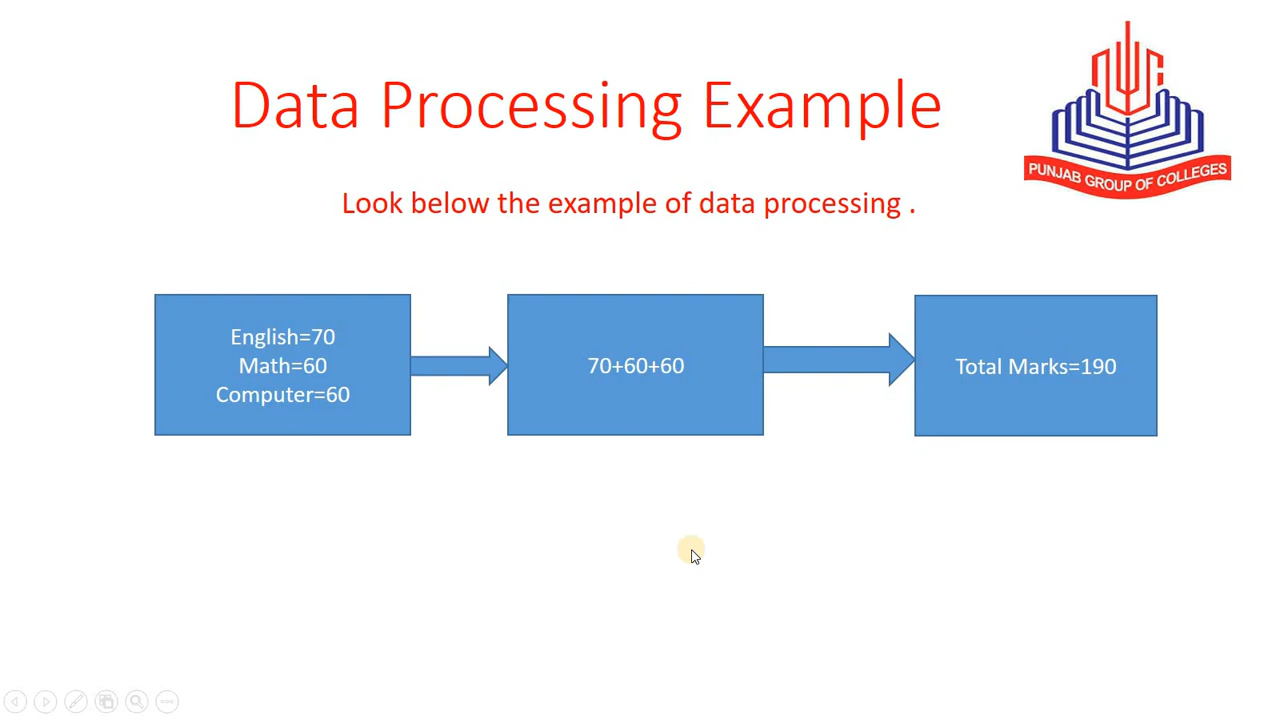 Data Processing Example
PUNJAB GROUP OF COLLEGES
Look below the example of data processing .
English=70
Math=60
Computer=60
70+60+60
Total Marks=190